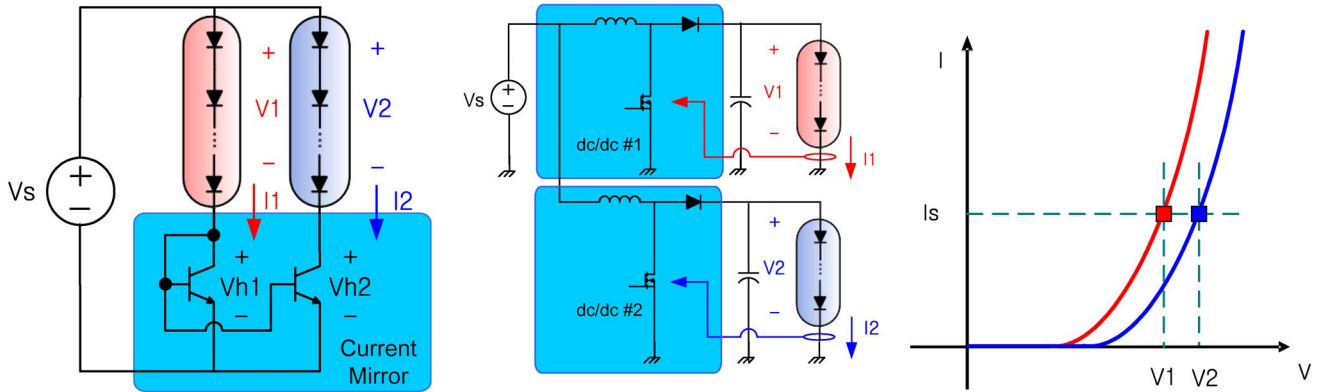 Vs
+
−
+
V1
−
+
V2
−
I1
I2
+
Vh1
−
+
Vh2
−
Current
Mirror
Vs
+
−
dc/dc #1
+
V1
−
I1
dc/dc #2
+
V2
−
I2
I
Is
V1
V2
V